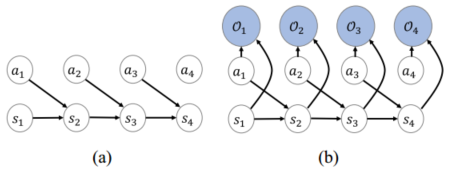 𝒪₁ 𝒪₂ 𝒪₃ 𝒪₄
a₁ a₂ a₃ a₄ a₁ a₂ a₃ a₄
s₁ s₂ s₃ s₄ s₁ s₂ s₃ s₄
(a) (b)